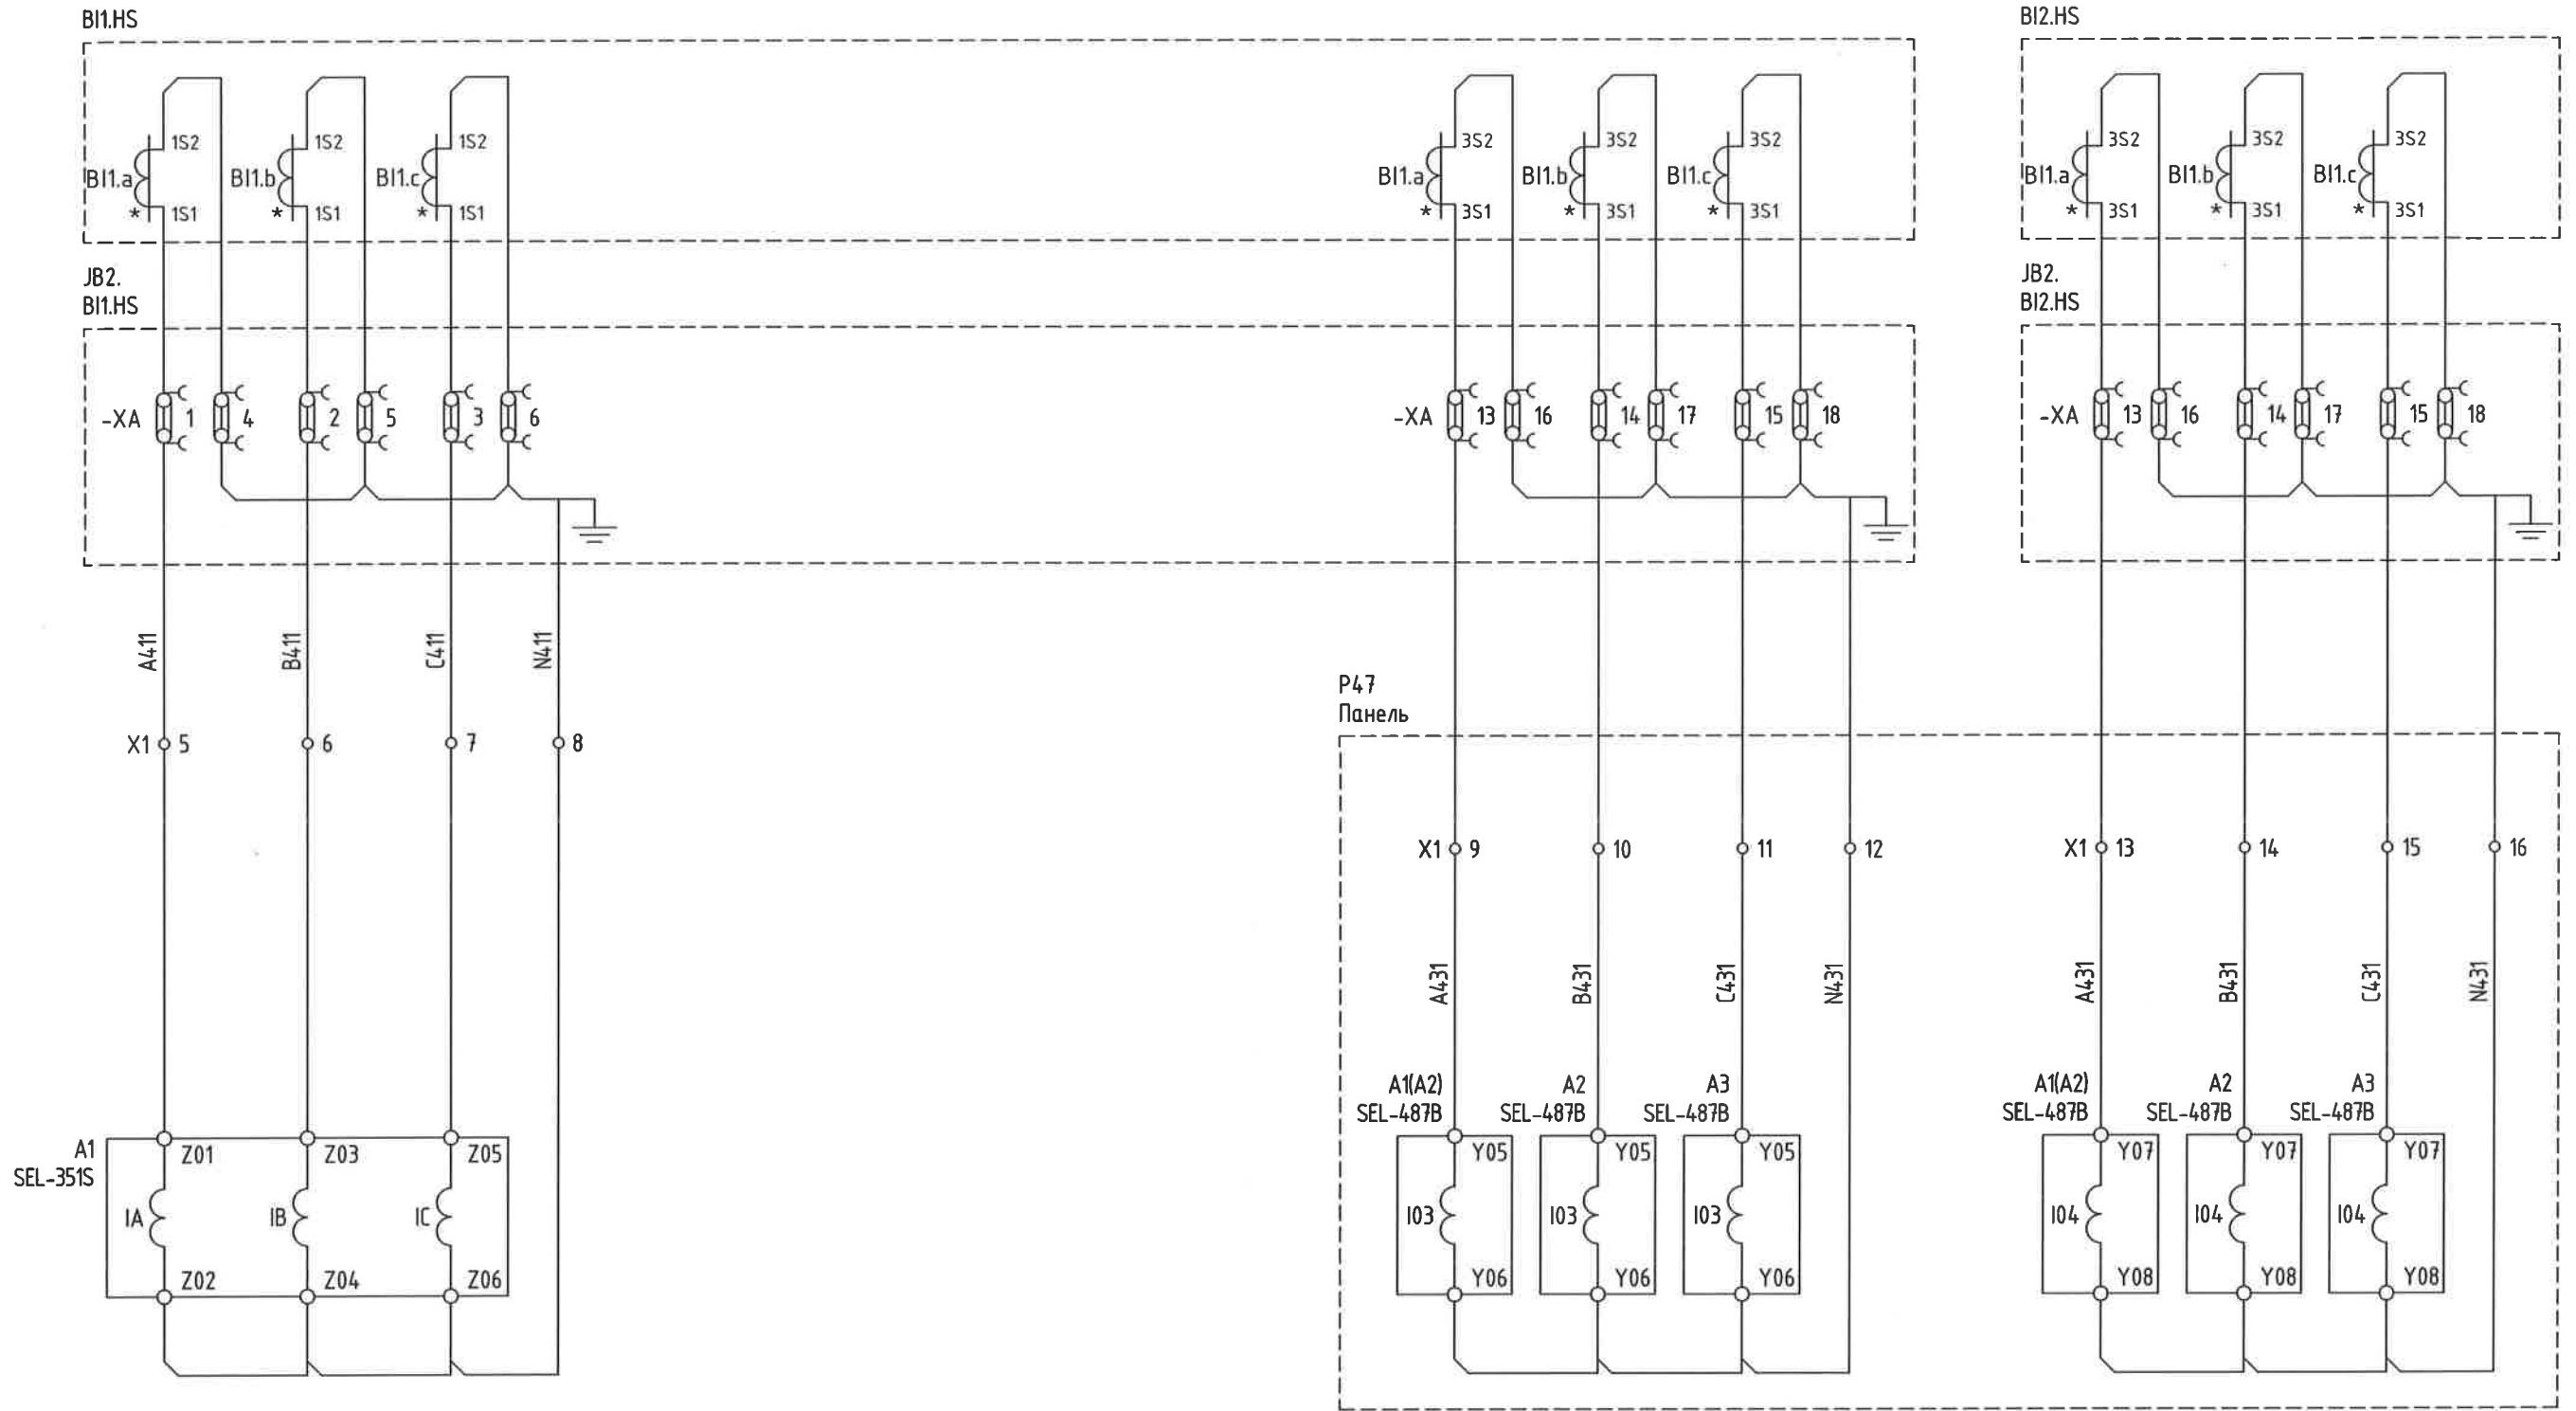 BI1.HS
BI2.HS
1S2 1S2 1S2 3S2 3S2 3S2 3S2 3S2 3S2
BI1.a BI1.b BI1.c BI1.a BI1.b BI1.c BI1.a BI1.b BI1.c
* 1S1 * 1S1 * 1S1 * 3S1 * 3S1 * 3S1 * 3S1 * 3S1 * 3S1
JB2.
BI1.HS
JB2.
BI2.HS
-XA 1 4 2 5 3 6 -XA 13 16 14 17 15 18 -XA 13 16 14 17 15 18
A411 B411 C411 N411
P47
Панель
X1 5 6 7 8
X1 9 10 11 12 X1 13 14 15 16
A431 B431 C431 N431 A431 B431 C431 N431
A1(A2) A2 A3 A1(A2) A2 A3
SEL-487B SEL-487B SEL-487B SEL-487B SEL-487B SEL-487B
A1
SEL-351S
Z01 Z03 Z05 Y05 Y05 Y05 Y07 Y07 Y07
IA IB IC I03 I03 I03 I04 I04 I04
Z02 Z04 Z06 Y06 Y06 Y06 Y08 Y08 Y08